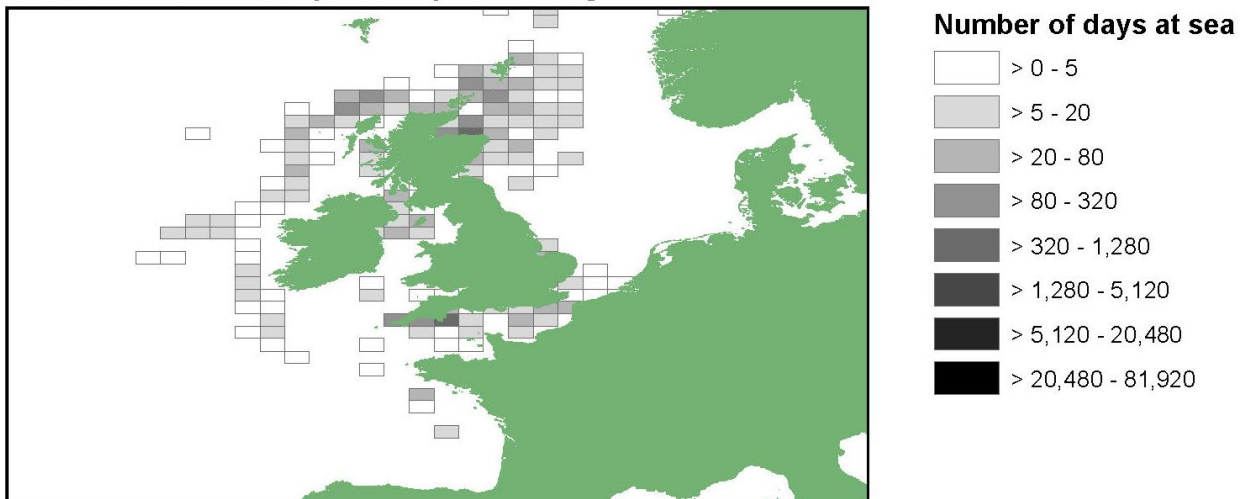 Number of days at sea
> 0 - 5
> 5 - 20
> 20 - 80
> 80 - 320
> 320 - 1,280
> 1,280 - 5,120
> 5,120 - 20,480
> 20,480 - 81,920